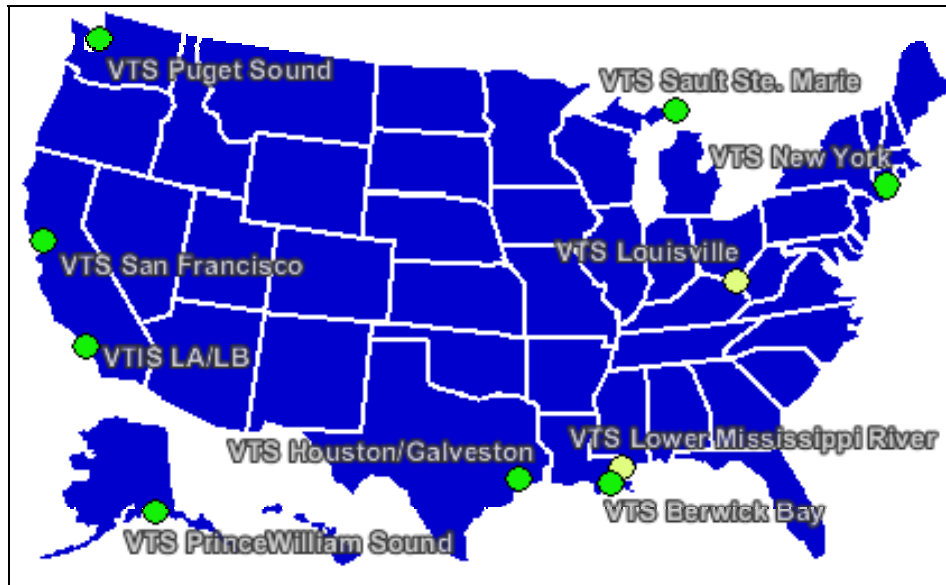 VTS Puget Sound
VTS Sault Ste. Marie
VTS New York
VTS Louisville
VTS San Francisco
VTIS LA/LB
VTS Houston/Galveston
VTS Lower Mississippi River
VTS Berwick Bay
VTS PrinceWilliam Sound